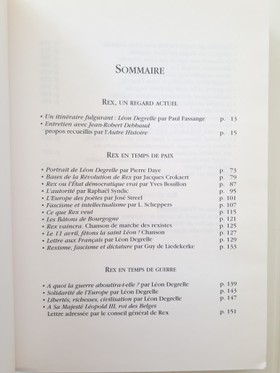 SOMMAIRE
REX, UN REGARD ACTUEL
• Un itinéraire fulgurant : Léon Degrelle par Paul Fassange p. 13
• Entretien avec Jean-Robert Debbaud
propos recueillis par l'Autre Histoire p. 15
REX EN TEMPS DE PAIX
• Portrait de Léon Degrelle par Pierre Daye p. 73
• Bases de la Révolution de Rex par Jacques Crokaert p. 79
• Rex ou l'État démocratique vrai par Yves Bouillon p. 87
• L'autorité par Raphaël Syndic p. 95
• L'Europe des poètes par José Streel p. 101
• Fascisme et intellectualisme par L. Scheppers p. 107
• Ce que Rex veut p. 111
• Les Bâtons de Bourgogne p. 121
• Rex vaincra. Chanson de marche des rexistes p. 125
• Le 11 avril, fêtons la saint Léon ! Chanson p. 127
• Lettre aux Français par Léon Degrelle p. 129
• Rexisme, fascisme et dictature par Guy de Liedekerke p. 133
REX EN TEMPS DE GUERRE
• A quoi la guerre aboutira-t-elle ? par Léon Degrelle p. 139
• Solidarité de l'Europe par Léon Degrelle p. 143
• Libertés, richesses, civilisation par Léon Degrelle p. 147
• A Sa Majesté Léopold III, roi des Belges
Lettre adressée par le conseil général de Rex. p. 151